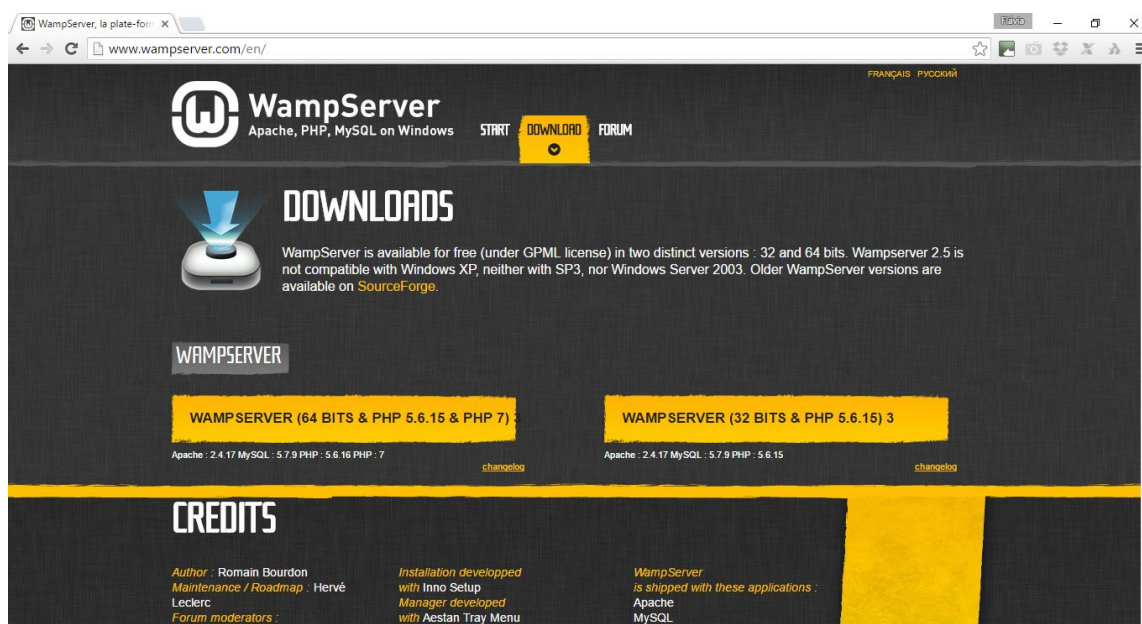 WampServer, la plate-form
Flávia
www.wampserver.com/en/
FRANÇAIS РУССКИЙ
WampServer
Apache, PHP, MySQL on Windows
START DOWNLOAD FORUM
DOWNLOADS
WampServer is available for free (under GPML license) in two distinct versions : 32 and 64 bits. Wampserver 2.5 is
not compatible with Windows XP, neither with SP3, nor Windows Server 2003. Older WampServer versions are
available on SourceForge.
WAMPSERVER
WAMPSERVER (64 BITS & PHP 5.6.15 & PHP 7) 3
Apache : 2.4.17 MySQL : 5.7.9 PHP : 5.6.16 PHP : 7
changelog
WAMPSERVER (32 BITS & PHP 5.6.15) 3
Apache : 2.4.17 MySQL : 5.7.9 PHP : 5.6.15
changelog
CREDITS
Author : Romain Bourdon
Maintenance / Roadmap : Hervé
Leclerc
Forum moderators :
Installation developped
with Inno Setup
Manager developed
with Aestan Tray Menu
WampServer
is shipped with these applications :
Apache
MySQL